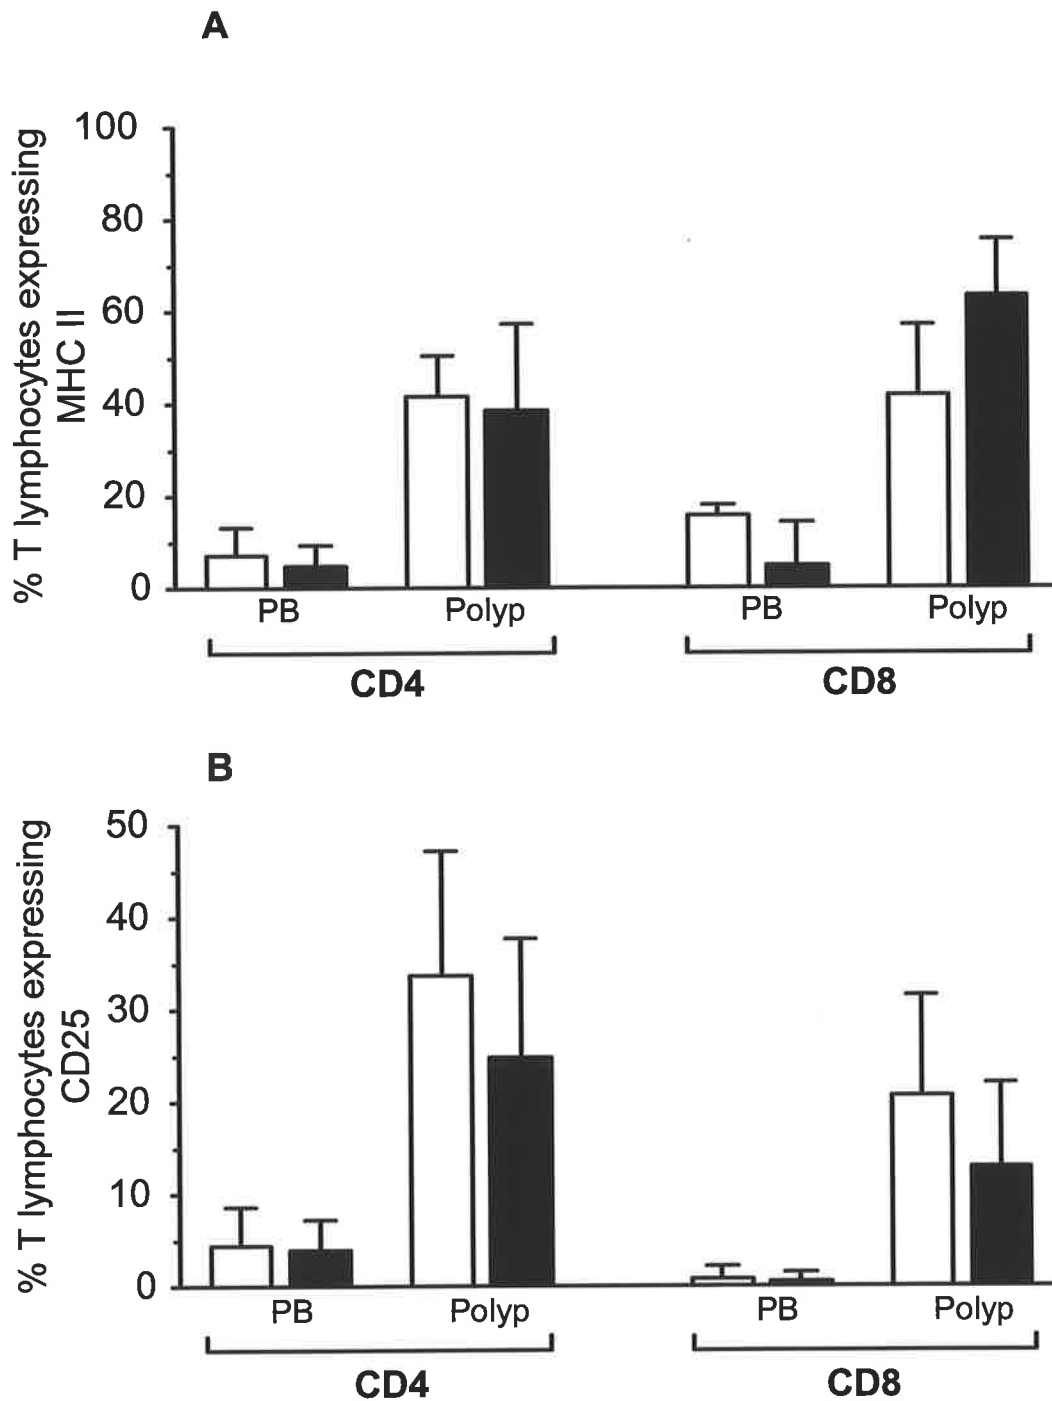 A
% T lymphocytes expressing
MHC II
100
80
60
40
20
0
PB
Polyp
PB
Polyp
CD4
CD8
B
% T lymphocytes expressing
CD25
50
40
30
20
10
0
PB
Polyp
PB
Polyp
CD4
CD8